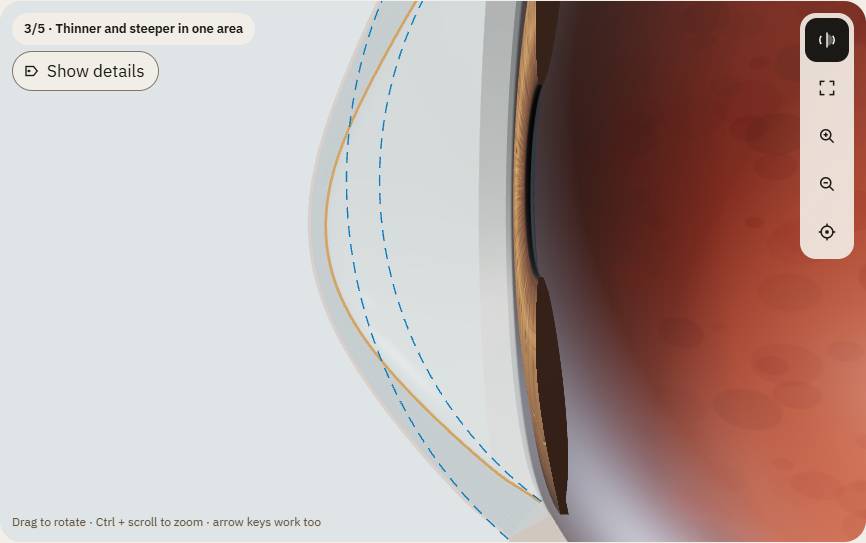 3/5 · Thinner and steeper in one area
Show details
Drag to rotate · Ctrl + scroll to zoom · arrow keys work too